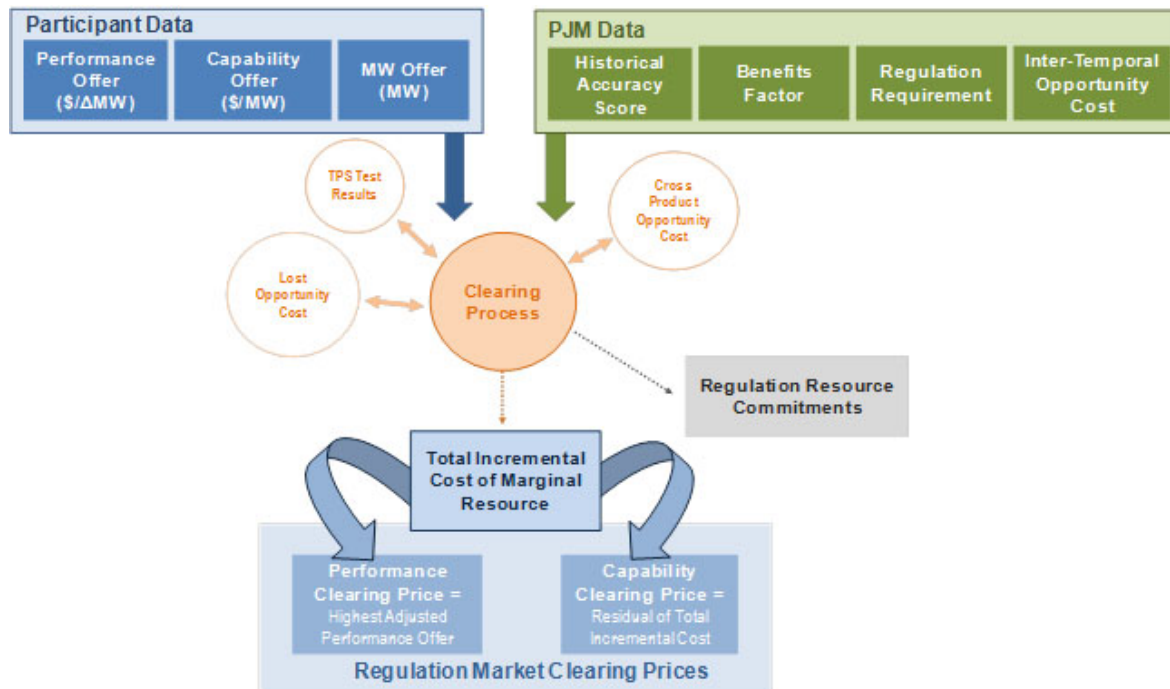 Participant Data
Performance
Offer
($/ΔMW)
Capability
Offer
($/MW)
MW Offer
(MW)
PJM Data
Historical
Accuracy
Score
Benefits
Factor
Regulation
Requirement
Inter-Temporal
Opportunity
Cost
TPS Test
Results
Cross
Product
Opportunity
Cost
Lost
Opportunity
Cost
Clearing
Process
Regulation Resource
Commitments
Total Incremental
Cost of Marginal
Resource
Performance
Clearing Price =
Highest Adjusted
Performance Offer
Capability
Clearing Price =
Residual of Total
Incremental Cost
Regulation Market Clearing Prices